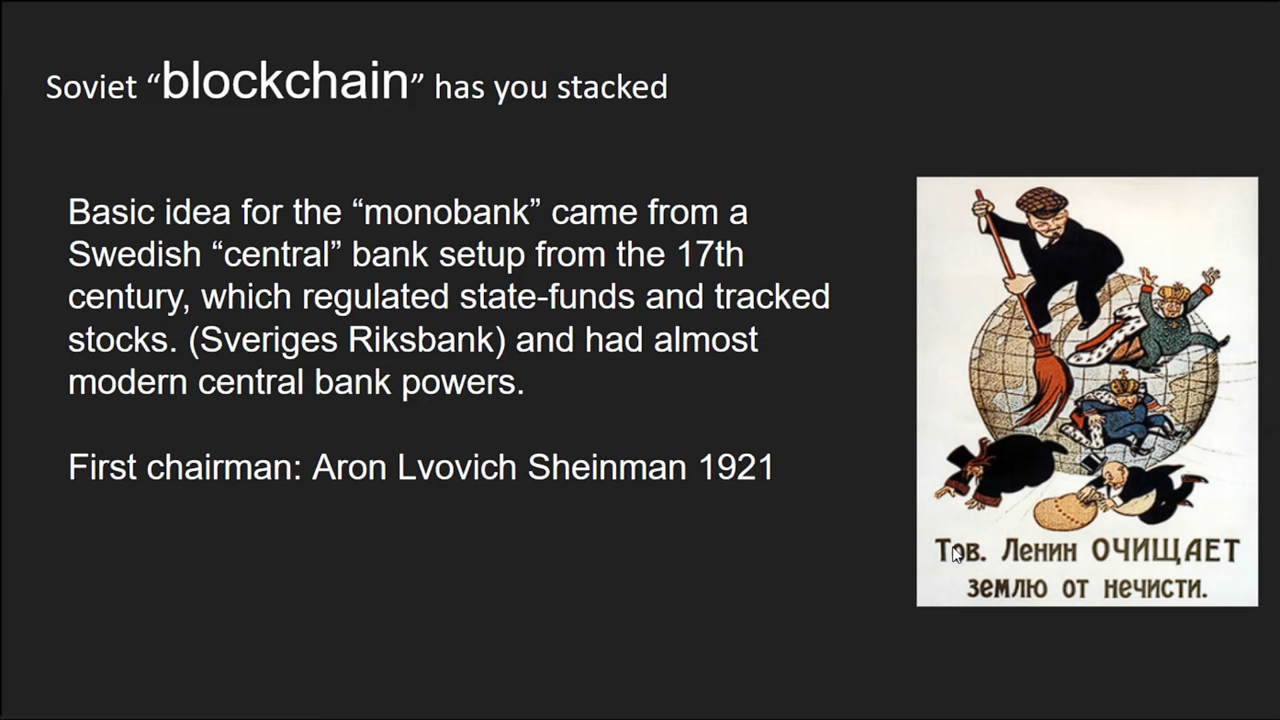 Soviet “blockchain” has you stacked
Basic idea for the “monobank” came from a
Swedish “central” bank setup from the 17th
century, which regulated state-funds and tracked
stocks. (Sveriges Riksbank) and had almost
modern central bank powers.
First chairman: Aron Lvovich Sheinman 1921
Тов. Ленин ОЧИЩАЕТ
землю от нечисти.